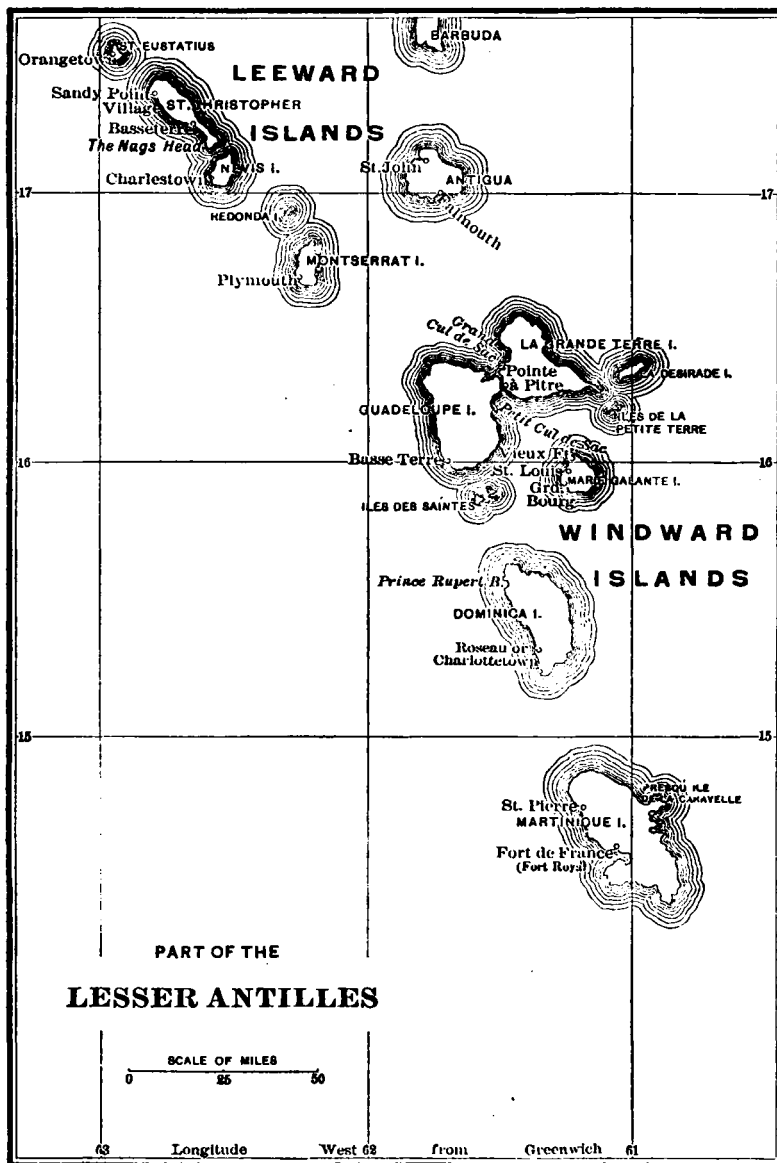 BARBUDA
ST. EUSTATIUS
Orangetown
LEEWARD
ISLANDS
Sandy Point
Village
ST. CHRISTOPHER
Basseterre
The Nags Head
NEVIS I.
Charlestown
St. John
ANTIGUA
Falmouth
17
17
REDONDA I.
MONTSERRAT I.
Plymouth
Grand
Cul de Sac
LA GRANDE TERRE I.
Pointe
à Pitre
LA DESIRADE I.
GUADELOUPE I.
Petit Cul de Sac
ILES DE LA
PETITE TERRE
Basse Terre
Vieux Ft.
St. Louis
MARIE GALANTE I.
Grd.
Bourg
16
16
ILES DES SAINTES
WINDWARD
ISLANDS
Prince Rupert B.
DOMINICA I.
Roseau or
Charlottetown
15
15
PRESQU'ILE
DE LA CARAVELLE
St. Pierre
MARTINIQUE I.
Fort de France
(Fort Royal)
PART OF THE
LESSER ANTILLES
SCALE OF MILES
0 25 50
63 Longitude West 62 from Greenwich 61